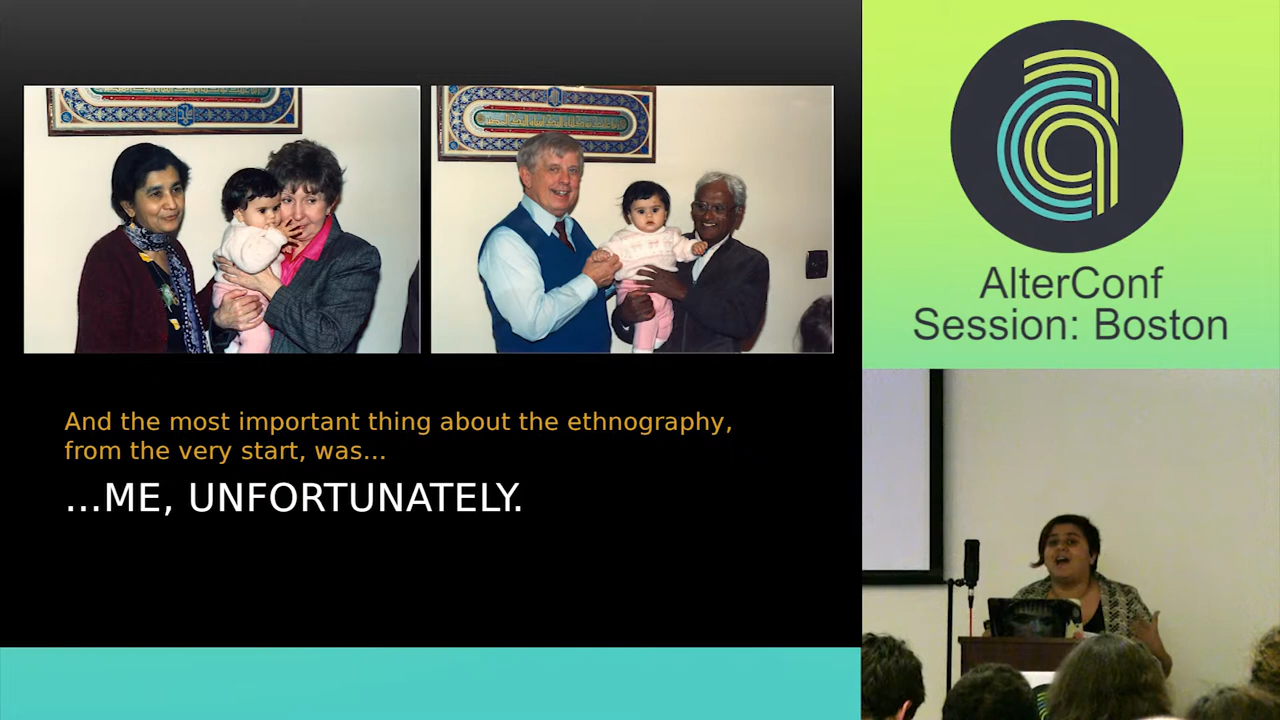 And the most important thing about the ethnography,
from the very start, was...
...ME, UNFORTUNATELY.
AlterConf
Session: Boston